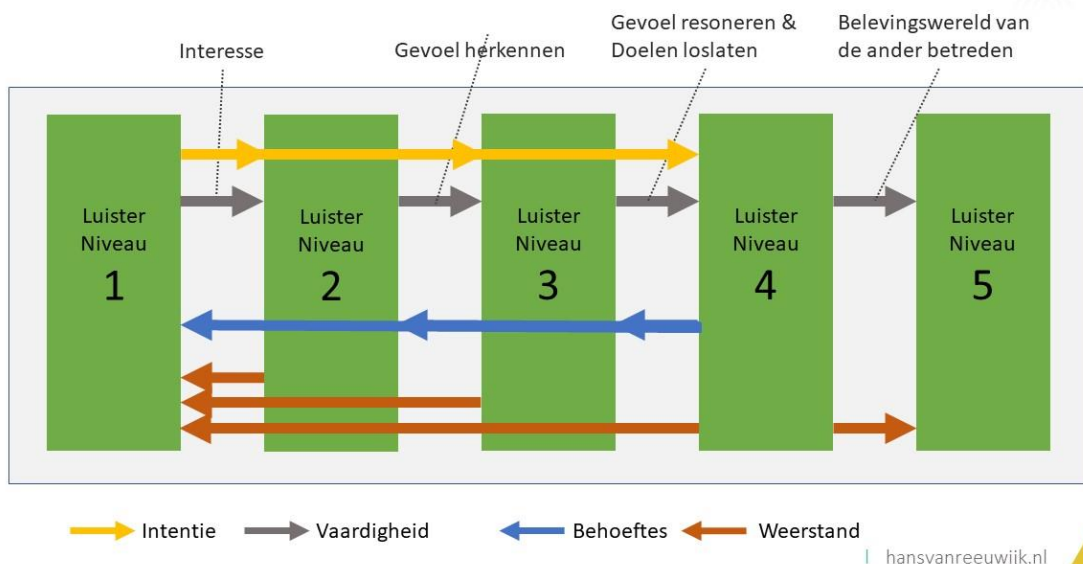 Interesse
Gevoel herkennen
Gevoel resoneren &
Doelen loslaten
Belevingswereld van
de ander betreden
Luister
Niveau
1
Luister
Niveau
2
Luister
Niveau
3
Luister
Niveau
4
Luister
Niveau
5
Intentie
Vaardigheid
Behoeftes
Weerstand
hansvanreeuwijk.nl